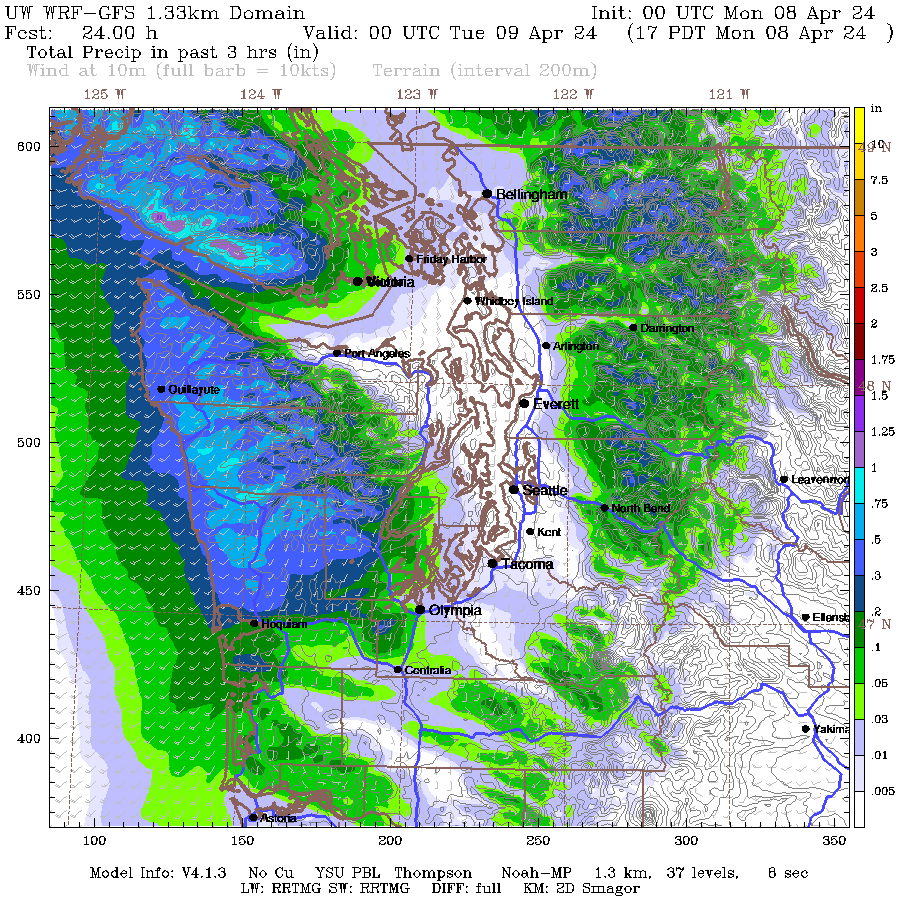 UW WRF-GFS 1.33km Domain Init: 00 UTC Mon 08 Apr 24
Fcst: 24.00 h Valid: 00 UTC Tue 09 Apr 24 (17 PDT Mon 08 Apr 24 )
Total Precip in past 3 hrs (in)
Wind at 10m (full barb = 10kts) Terrain (interval 200m)
125 W 124 W 123 W 122 W 121 W
in
600
10
Bellingham
7.5
5
Friday Harbor
3
Victoria
2.5
550
Whidbey Island
2
Darrington
Arlington
Port Angeles
1.75
48 N
Quillayute
1.5
Everett
1.25
500
1
Leavenwor
Seattle
.75
North Bend
Kent
.5
Tacoma
.3
450
Olympia
.2
Ellensb
Hoquiam
.1
Centralia
.05
.03
Yakima
400
.01
.005
Astoria
100 150 200 250 300 350
Model Info: V4.1.3 No Cu YSU PBL Thompson Noah-MP 1.3 km, 37 levels, 8 sec
LW: RRTMG SW: RRTMG DIFF: full KM: 2D Smagor